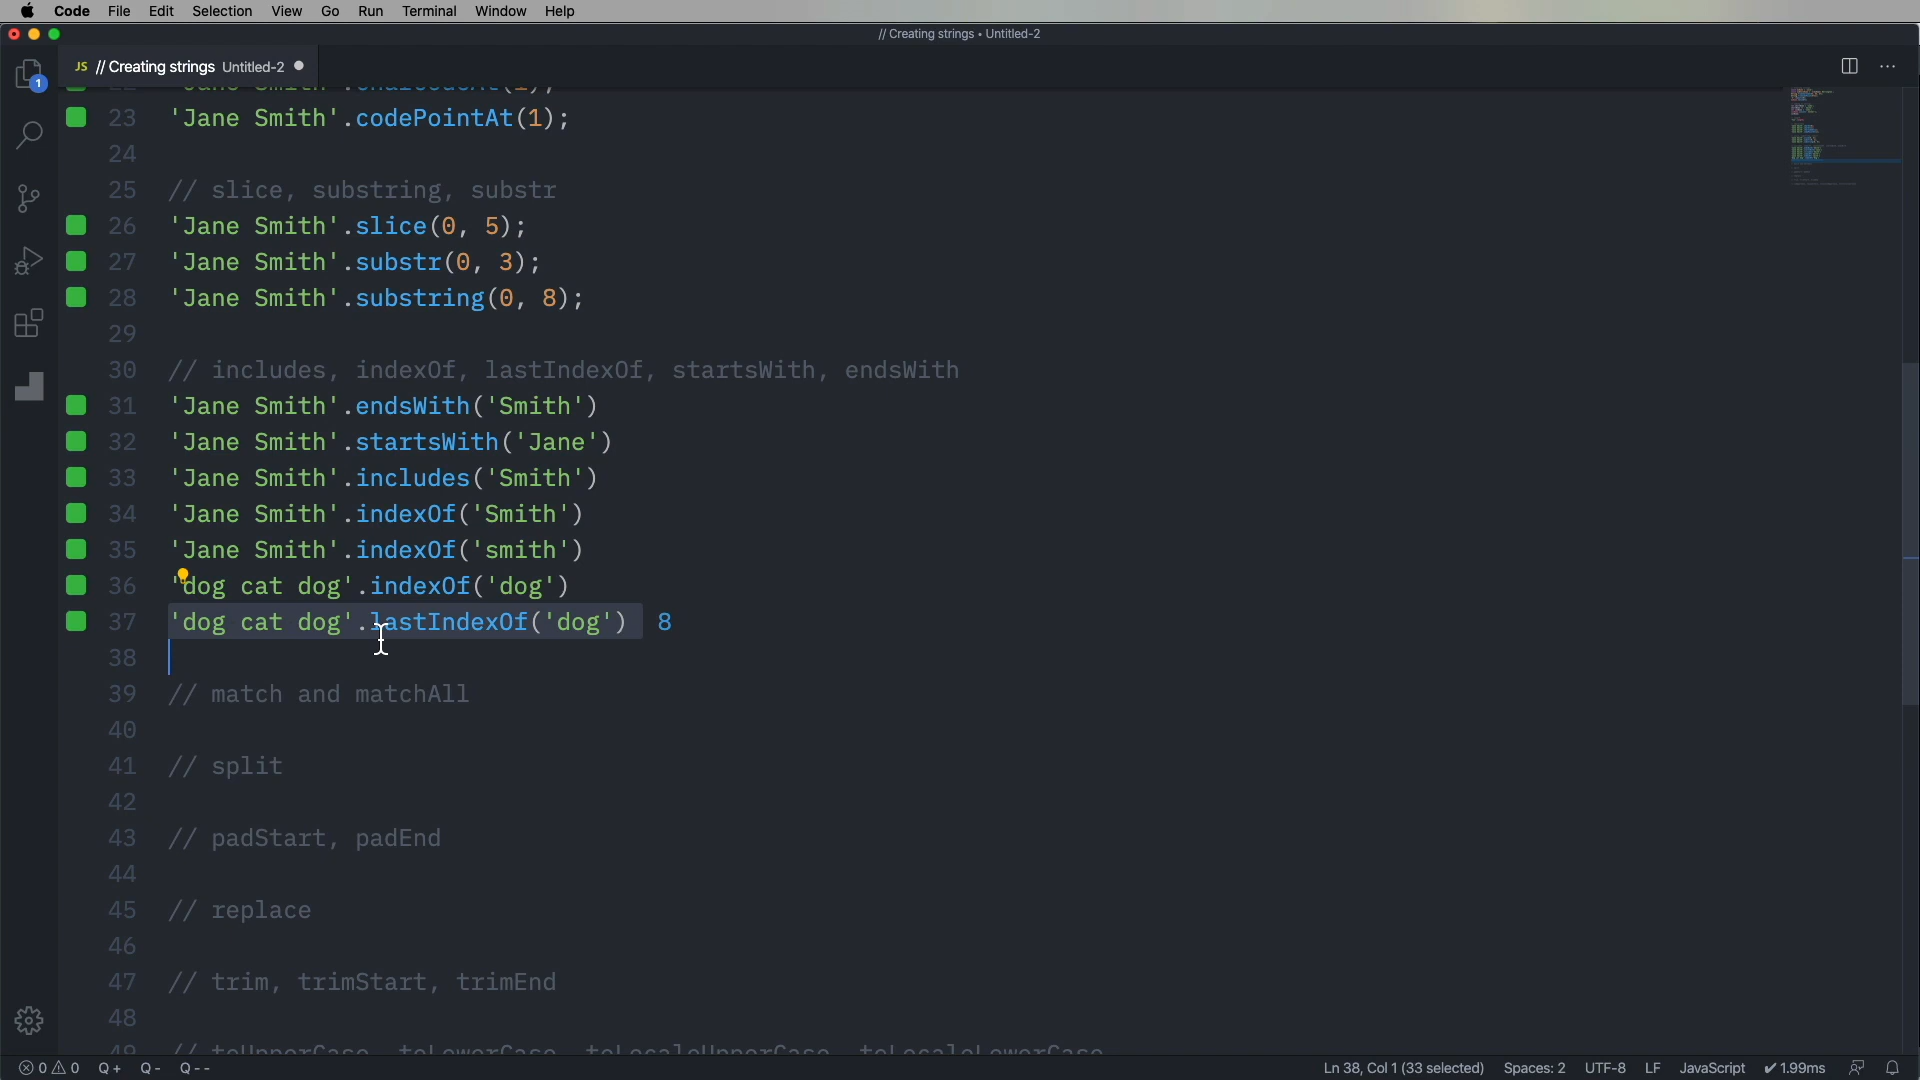 Code File Edit Selection View Go Run Terminal Window Help
// Creating strings • Untitled-2
JS // Creating strings Untitled-2
1
23 'Jane Smith'.codePointAt(1);
24
25 // slice, substring, substr
26 'Jane Smith'.slice(0, 5);
27 'Jane Smith'.substr(0, 3);
28 'Jane Smith'.substring(0, 8);
29
30 // includes, indexOf, lastIndexOf, startsWith, endsWith
31 'Jane Smith'.endsWith('Smith')
32 'Jane Smith'.startsWith('Jane')
33 'Jane Smith'.includes('Smith')
34 'Jane Smith'.indexOf('Smith')
35 'Jane Smith'.indexOf('smith')
36 'dog cat dog'.indexOf('dog')
37 'dog cat dog'.lastIndexOf('dog') 8
38
39 // match and matchAll
40
41 // split
42
43 // padStart, padEnd
44
45 // replace
46
47 // trim, trimStart, trimEnd
48
49 // toUpperCase, toLowerCase, toLocaleUpperCase, toLocaleLowerCase
0 0 Q+ Q- Q-- Ln 38, Col 1 (33 selected) Spaces: 2 UTF-8 LF JavaScript ✔ 1.99ms